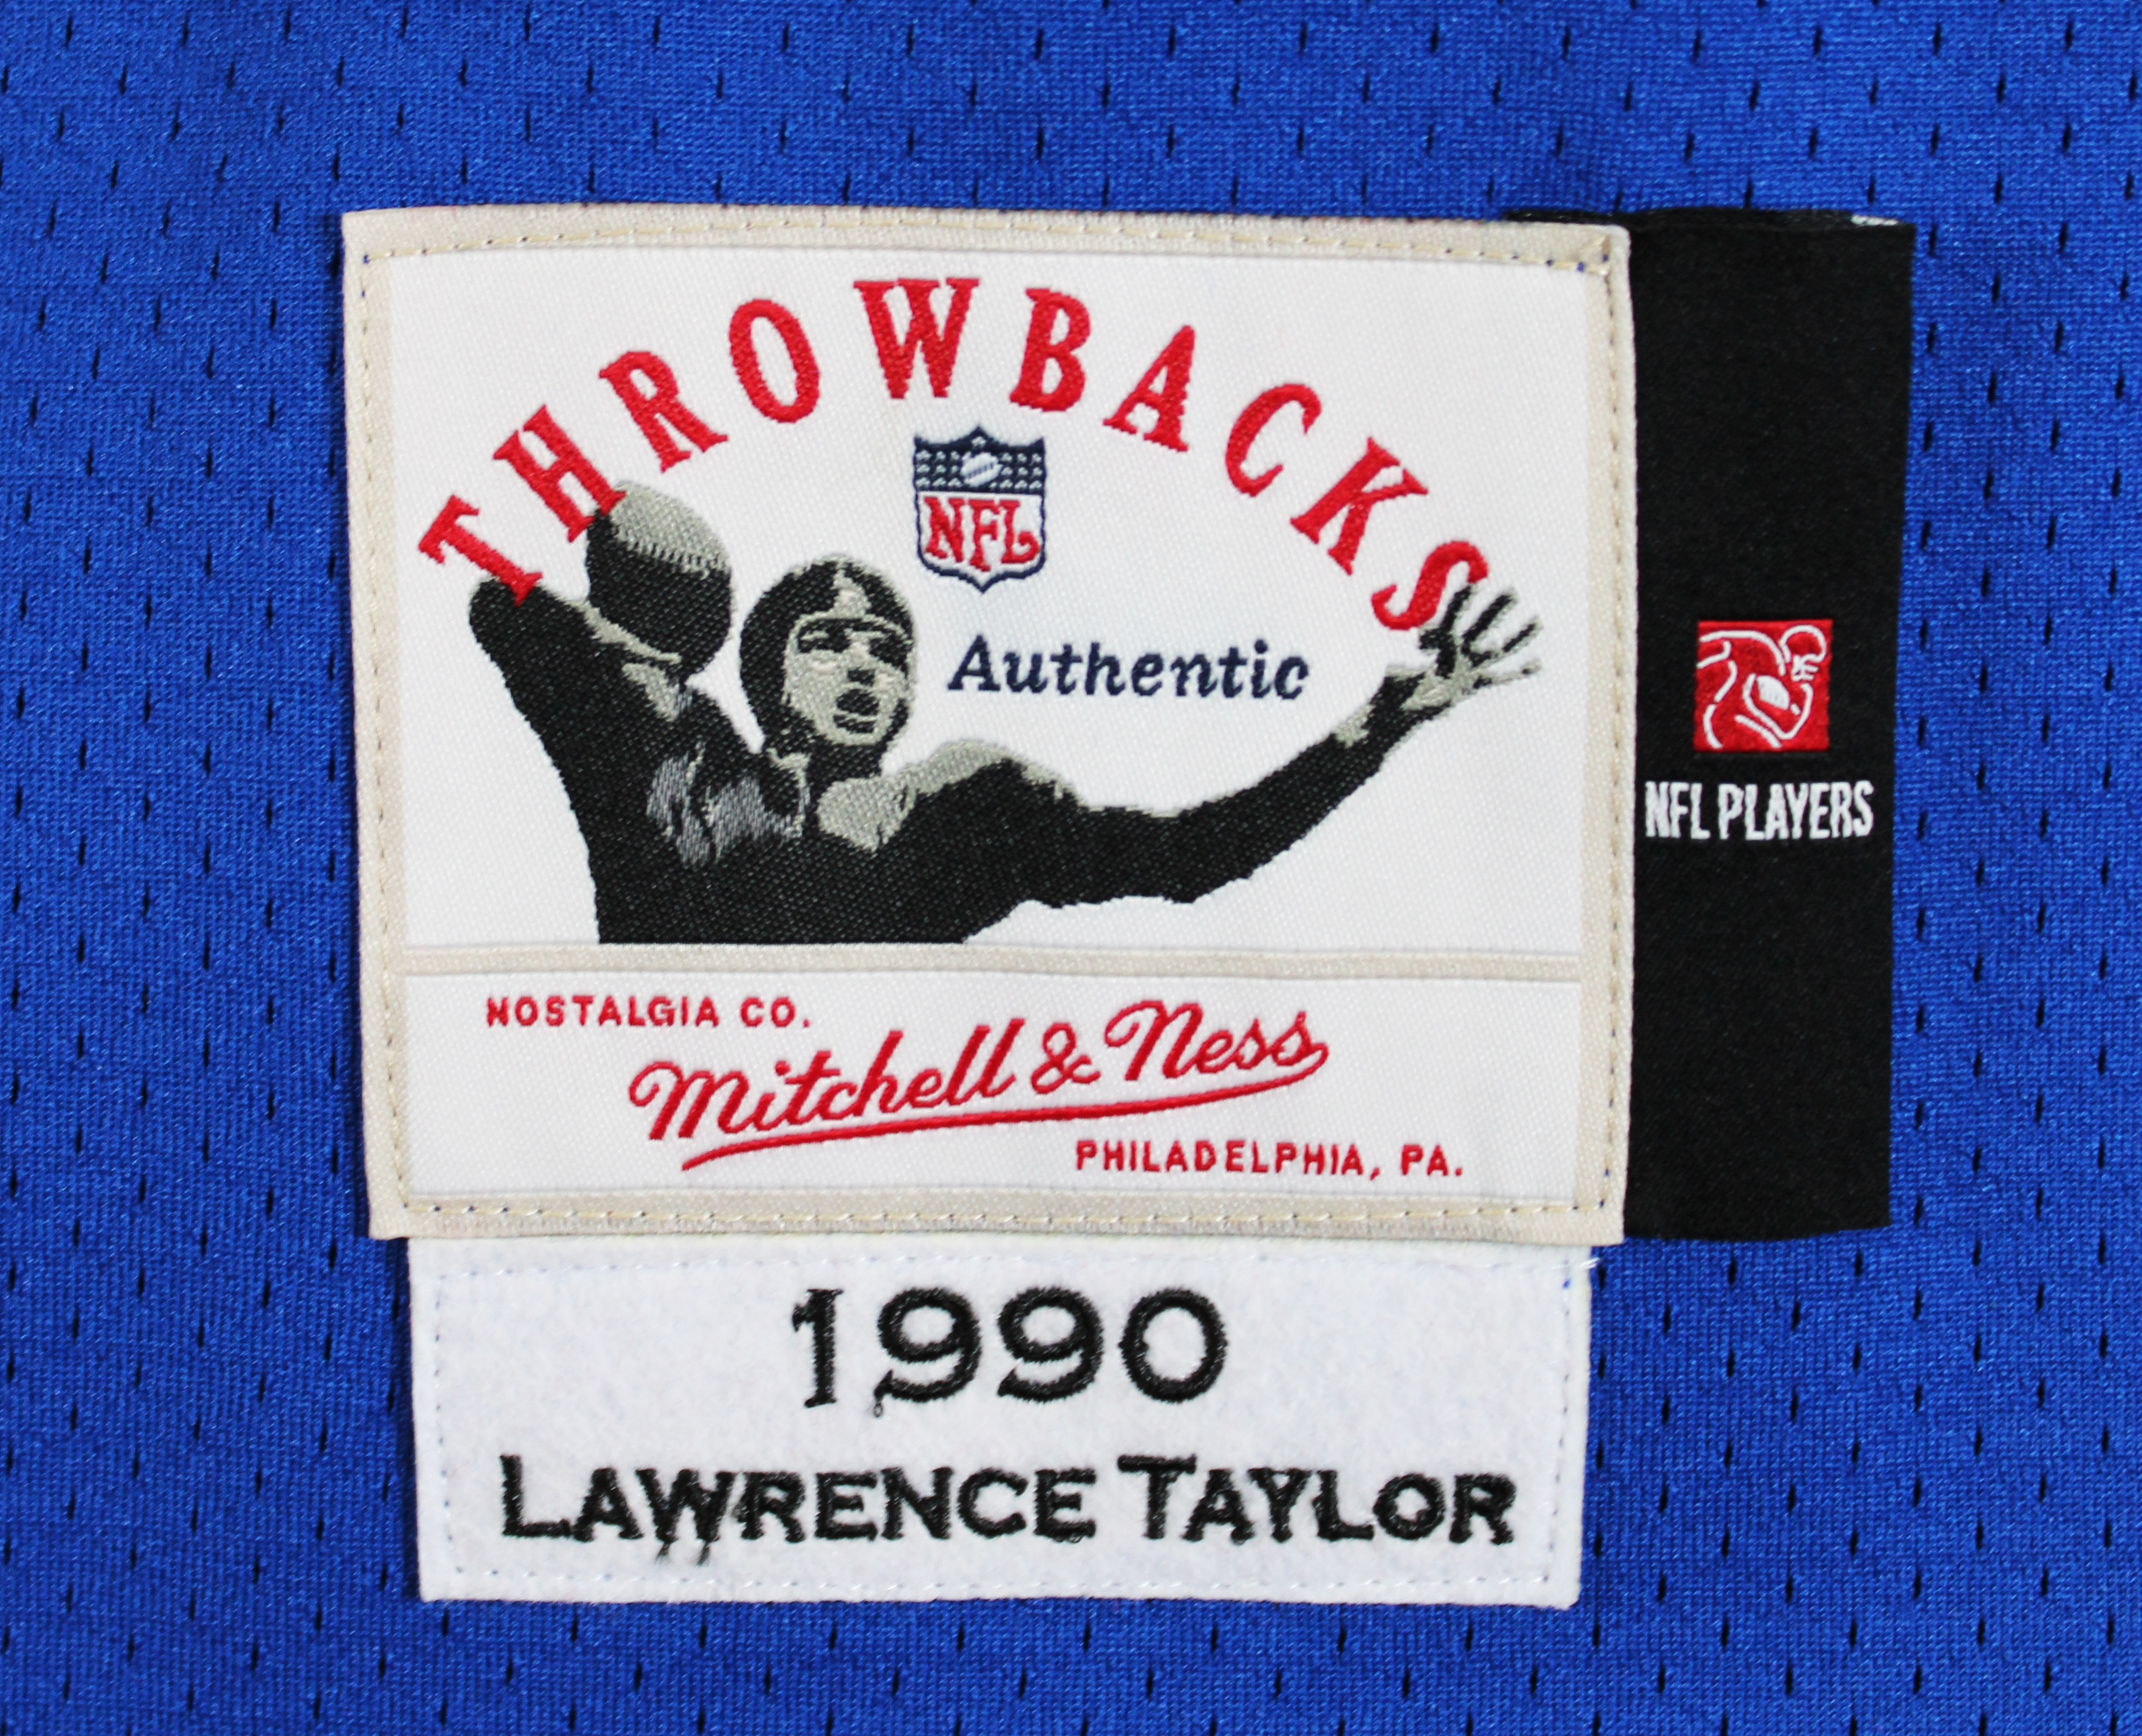 THROWBACKS
NFL
Authentic
NFL PLAYERS
NOSTALGIA CO.
Mitchell & Ness
PHILADELPHIA, PA.
1990
LAWRENCE TAYLOR